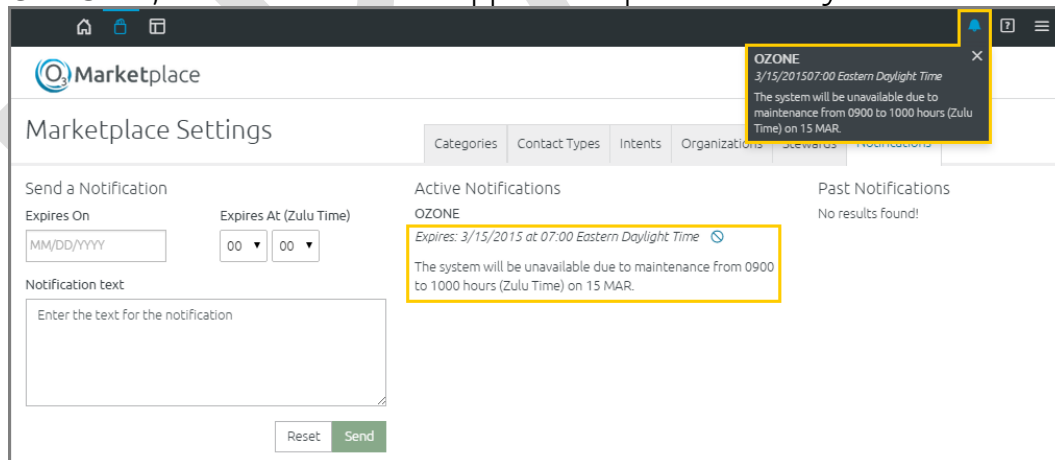 Marketplace
OZONE
3/15/201507:00 Eastern Daylight Time
The system will be unavailable due to
maintenance from 0900 to 1000 hours (Zulu
Time) on 15 MAR.
Marketplace Settings
Categories
Contact Types
Intents
Organizations
Stewards
Notifications
Send a Notification
Expires On
Expires At (Zulu Time)
MM/DD/YYYY
00
00
Notification text
Enter the text for the notification
Reset
Send
Active Notifications
OZONE
Expires: 3/15/2015 at 07:00 Eastern Daylight Time
The system will be unavailable due to maintenance from 0900
to 1000 hours (Zulu Time) on 15 MAR.
Past Notifications
No results found!